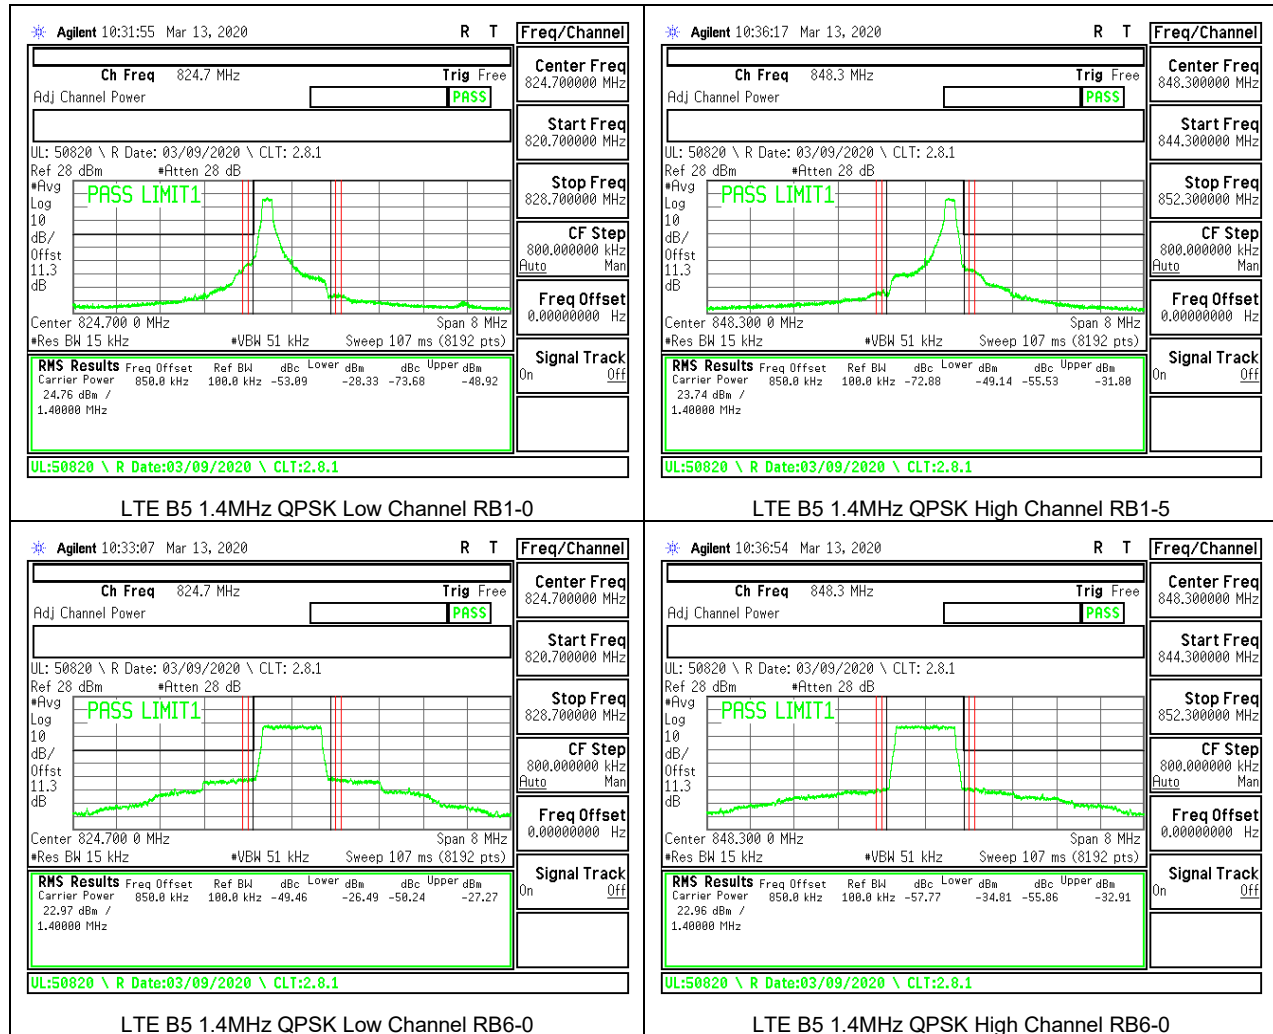 Agilent 10:31:55 Mar 13, 2020 R T Freq/Channel
Ch Freq 824.7 MHz Trig Free
Adj Channel Power PASS
Center Freq
824.700000 MHz
Start Freq
820.700000 MHz
UL: 50820 \ R Date: 03/09/2020 \ CLT: 2.8.1
Ref 28 dBm #Atten 28 dB
#Avg
Log
10
dB/
Offst
11.3
dB
PASS LIMIT1
Stop Freq
828.700000 MHz
CF Step
800.000000 kHz
Auto Man
Freq Offset
0.00000000 Hz
Center 824.700 0 MHz Span 8 MHz
#Res BW 15 kHz #VBW 51 kHz Sweep 107 ms (8192 pts)
Signal Track
On Off
RMS Results Freq Offset Ref BW dBc Lower dBm dBc Upper dBm
Carrier Power 850.0 kHz 100.0 kHz -53.09 -28.33 -73.68 -48.92
24.76 dBm /
1.40000 MHz
UL:50820 \ R Date:03/09/2020 \ CLT:2.8.1
LTE B5 1.4MHz QPSK Low Channel RB1-0
Agilent 10:36:17 Mar 13, 2020 R T Freq/Channel
Ch Freq 848.3 MHz Trig Free
Adj Channel Power PASS
Center Freq
848.300000 MHz
Start Freq
844.300000 MHz
UL: 50820 \ R Date: 03/09/2020 \ CLT: 2.8.1
Ref 28 dBm #Atten 28 dB
#Avg
Log
10
dB/
Offst
11.3
dB
PASS LIMIT1
Stop Freq
852.300000 MHz
CF Step
800.000000 kHz
Auto Man
Freq Offset
0.00000000 Hz
Center 848.300 0 MHz Span 8 MHz
#Res BW 15 kHz #VBW 51 kHz Sweep 107 ms (8192 pts)
Signal Track
On Off
RMS Results Freq Offset Ref BW dBc Lower dBm dBc Upper dBm
Carrier Power 850.0 kHz 100.0 kHz -72.88 -49.14 -55.53 -31.80
23.74 dBm /
1.40000 MHz
UL:50820 \ R Date:03/09/2020 \ CLT:2.8.1
LTE B5 1.4MHz QPSK High Channel RB1-5
Agilent 10:33:07 Mar 13, 2020 R T Freq/Channel
Ch Freq 824.7 MHz Trig Free
Adj Channel Power PASS
Center Freq
824.700000 MHz
Start Freq
820.700000 MHz
UL: 50820 \ R Date: 03/09/2020 \ CLT: 2.8.1
Ref 28 dBm #Atten 28 dB
#Avg
Log
10
dB/
Offst
11.3
dB
PASS LIMIT1
Stop Freq
828.700000 MHz
CF Step
800.000000 kHz
Auto Man
Freq Offset
0.00000000 Hz
Center 824.700 0 MHz Span 8 MHz
#Res BW 15 kHz #VBW 51 kHz Sweep 107 ms (8192 pts)
Signal Track
On Off
RMS Results Freq Offset Ref BW dBc Lower dBm dBc Upper dBm
Carrier Power 850.0 kHz 100.0 kHz -49.46 -26.49 -50.24 -27.27
22.97 dBm /
1.40000 MHz
UL:50820 \ R Date:03/09/2020 \ CLT:2.8.1
LTE B5 1.4MHz QPSK Low Channel RB6-0
Agilent 10:36:54 Mar 13, 2020 R T Freq/Channel
Ch Freq 848.3 MHz Trig Free
Adj Channel Power PASS
Center Freq
848.300000 MHz
Start Freq
844.300000 MHz
UL: 50820 \ R Date: 03/09/2020 \ CLT: 2.8.1
Ref 28 dBm #Atten 28 dB
#Avg
Log
10
dB/
Offst
11.3
dB
PASS LIMIT1
Stop Freq
852.300000 MHz
CF Step
800.000000 kHz
Auto Man
Freq Offset
0.00000000 Hz
Center 848.300 0 MHz Span 8 MHz
#Res BW 15 kHz #VBW 51 kHz Sweep 107 ms (8192 pts)
Signal Track
On Off
RMS Results Freq Offset Ref BW dBc Lower dBm dBc Upper dBm
Carrier Power 850.0 kHz 100.0 kHz -57.77 -34.81 -55.86 -32.91
22.96 dBm /
1.40000 MHz
UL:50820 \ R Date:03/09/2020 \ CLT:2.8.1
LTE B5 1.4MHz QPSK High Channel RB6-0